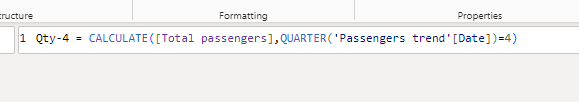 ructure Formatting Properties
1 Qty-4 = CALCULATE([Total passengers],QUARTER('Passengers trend'[Date])=4)